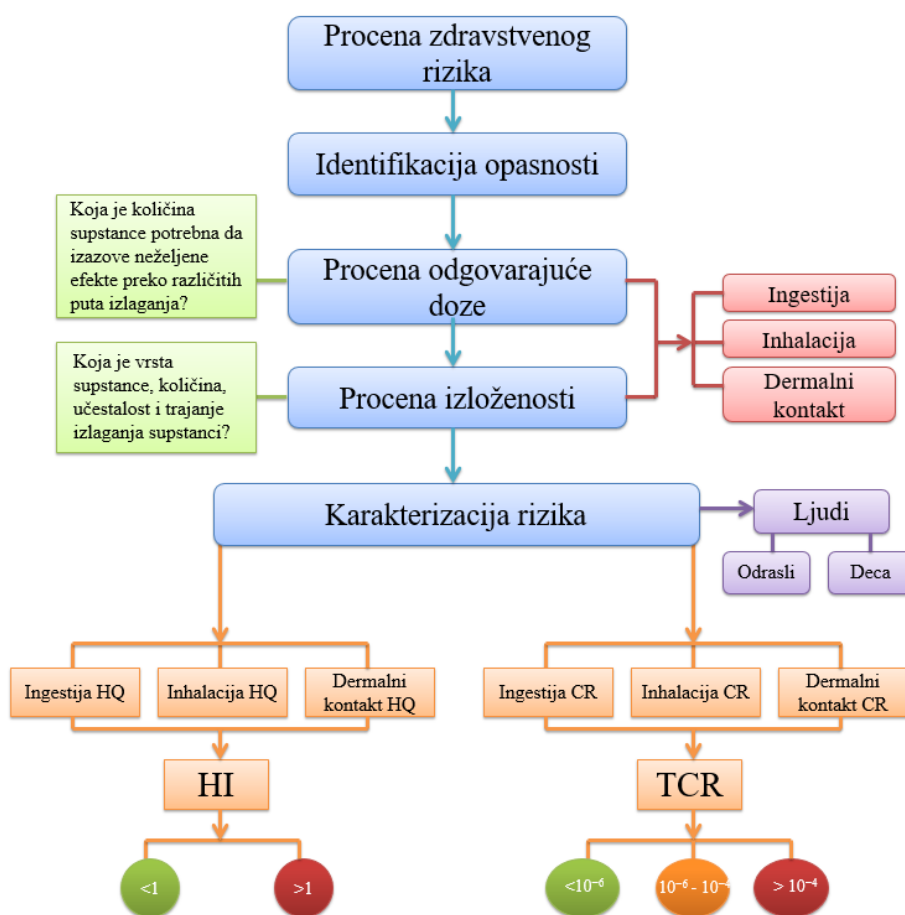 Procena zdravstvenog
rizika
Identifikacija opasnosti
Koja je količina
supstance potrebna da
izazove neželjene
efekte preko različitih
puta izlaganja?
Procena odgovarajuće
doze
Ingestija
Inhalacija
Dermalni
kontakt
Koja je vrsta
supstance, količina,
učestalost i trajanje
izlaganja supstanci?
Procena izloženosti
Karakterizacija rizika
Ljudi
Odrasli
Deca
Ingestija HQ
Inhalacija HQ
Dermalni
kontakt HQ
Ingestija CR
Inhalacija CR
Dermalni
kontakt CR
HI
TCR
<1
>1
<10⁻⁶
10⁻⁶ - 10⁻⁴
> 10⁻⁴